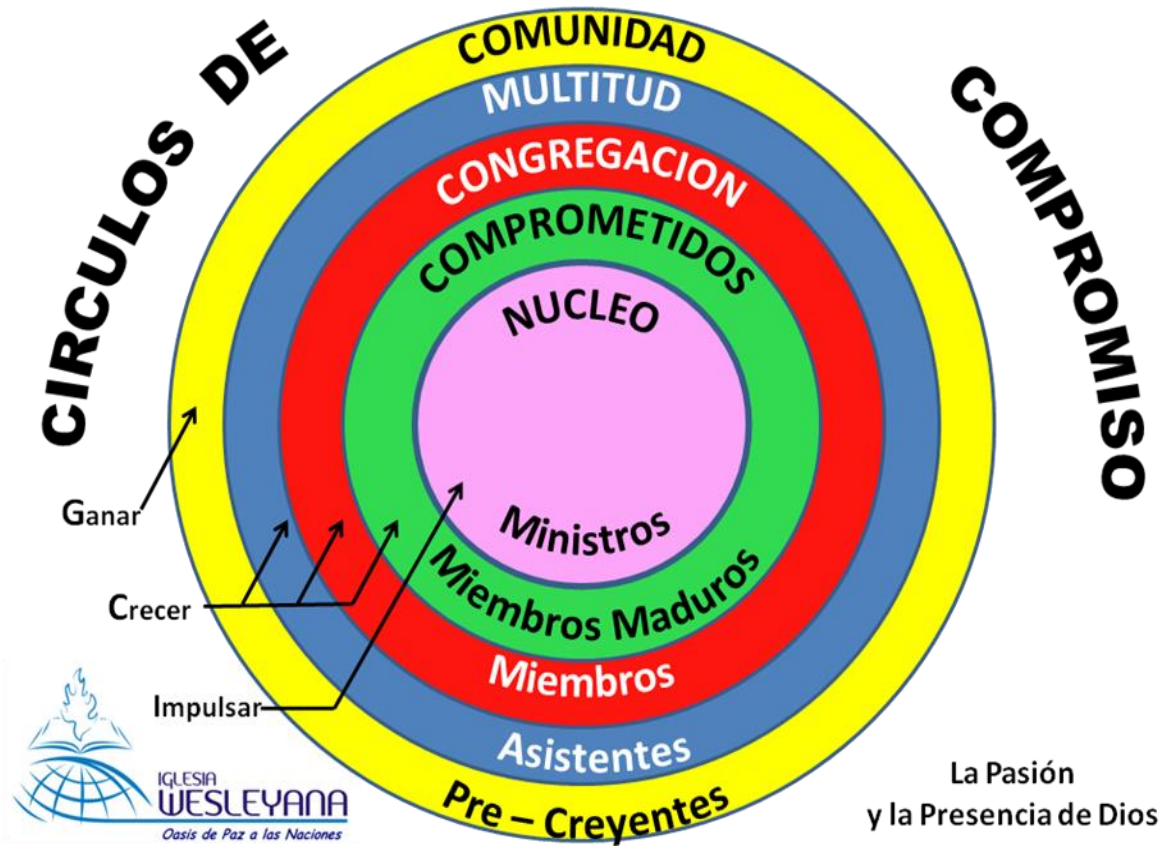 CIRCULOS DE
COMPROMISO
COMUNIDAD
MULTITUD
CONGREGACION
COMPROMETIDOS
NUCLEO
Ministros
Miembros Maduros
Miembros
Asistentes
Pre – Creyentes
Ganar
Crecer
Impulsar
IGLESIA
WESLEYANA
Oasis de Paz a las Naciones
La Pasión
y la Presencia de Dios